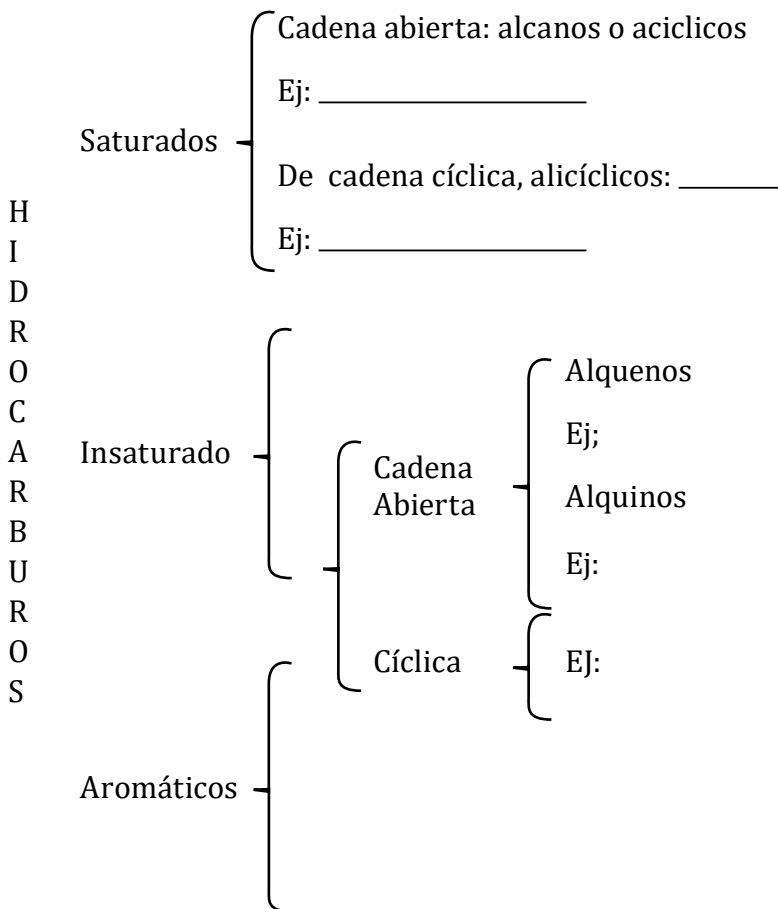 HIDROCARBUROS
Saturados
Cadena abierta: alcanos o aciclicos
Ej: ______________________
De cadena cíclica, alicíclicos: ________
Ej: ______________________
Insaturado
Cadena
Abierta
Alquenos
Ej;
Alquinos
Ej:
Cíclica
EJ:
Aromáticos